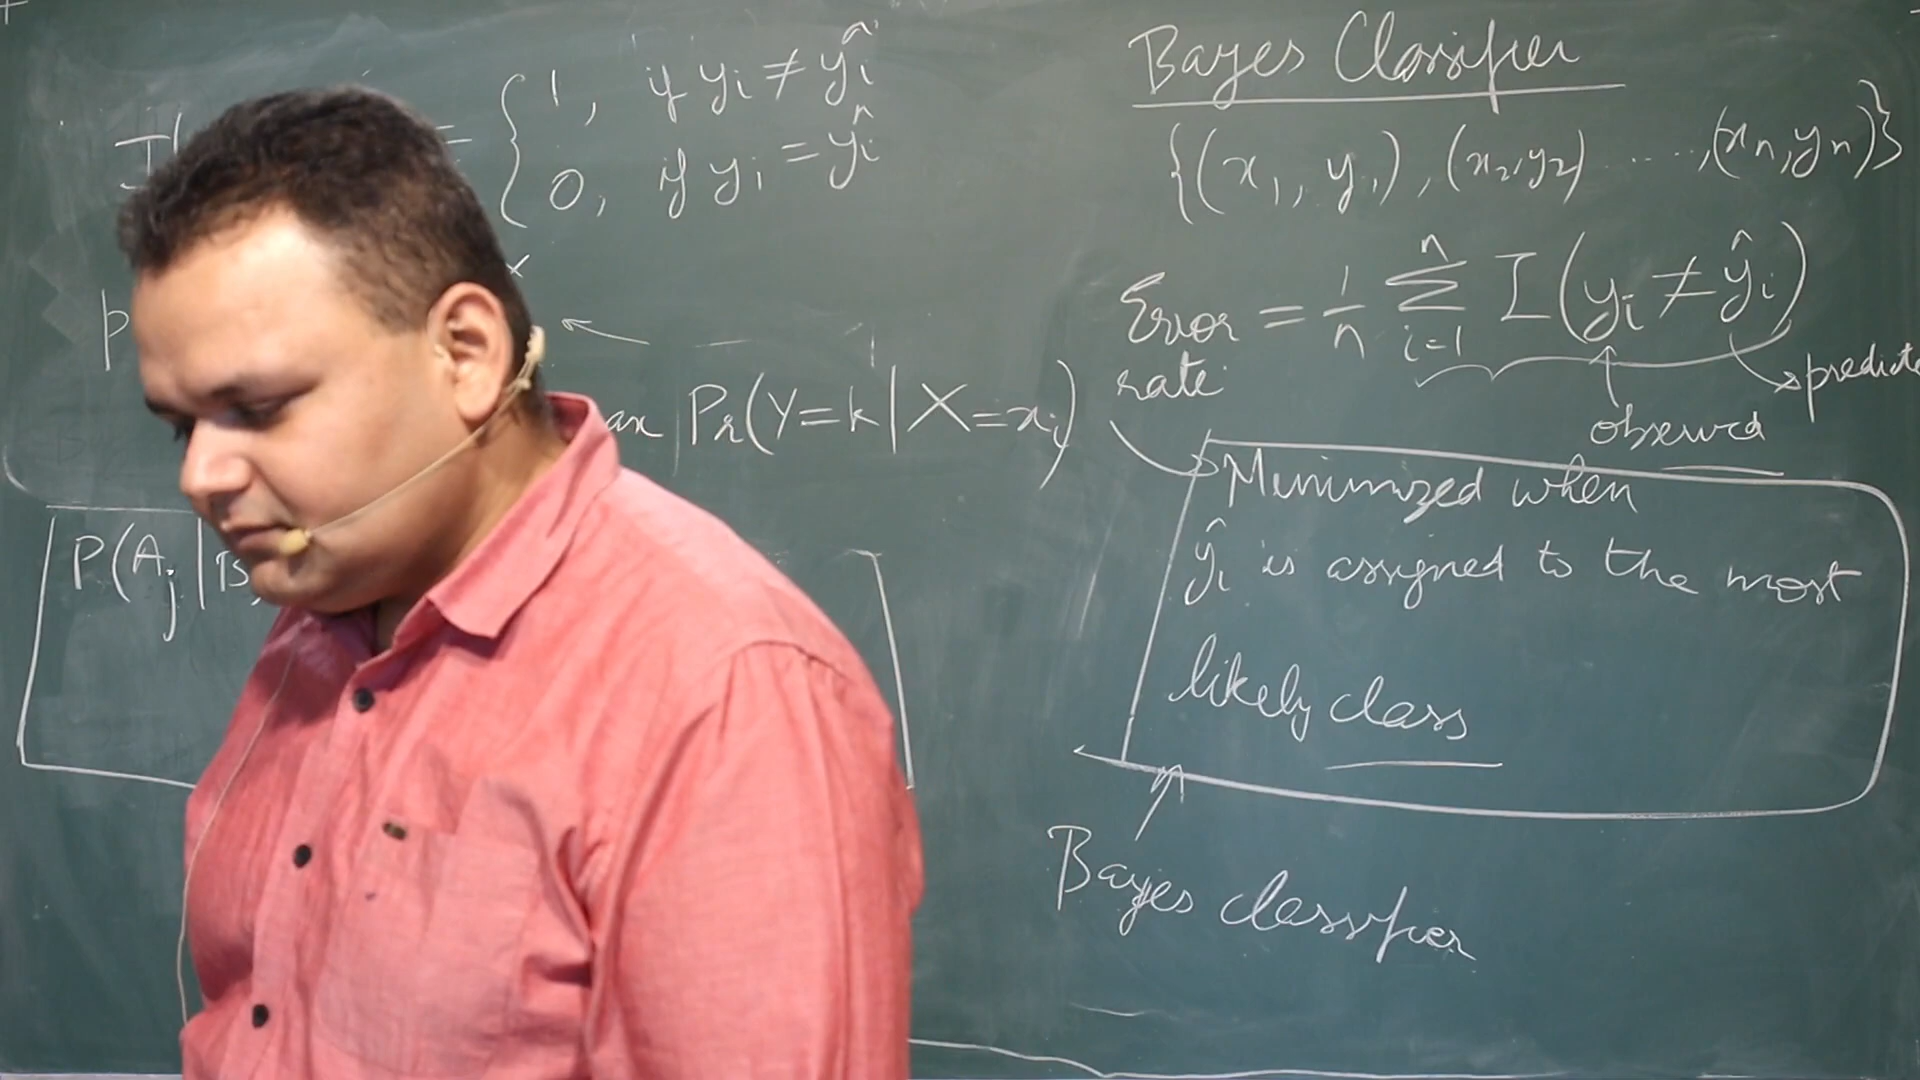 Bayes Classifier
{(x₁, y₁), (x₂, y₂) ....., (xₙ, yₙ)}
Error rate = 1/n Σ_{i=1}^{n} I(yᵢ ≠ ŷᵢ)
observed
Minimized when
ŷᵢ is assigned to the most
likely class
Bayes classifier
= { 1, if yᵢ ≠ ŷᵢ
0, if yᵢ = ŷᵢ
Pr(Y=k | X=xᵢ)
P(Aⱼ |